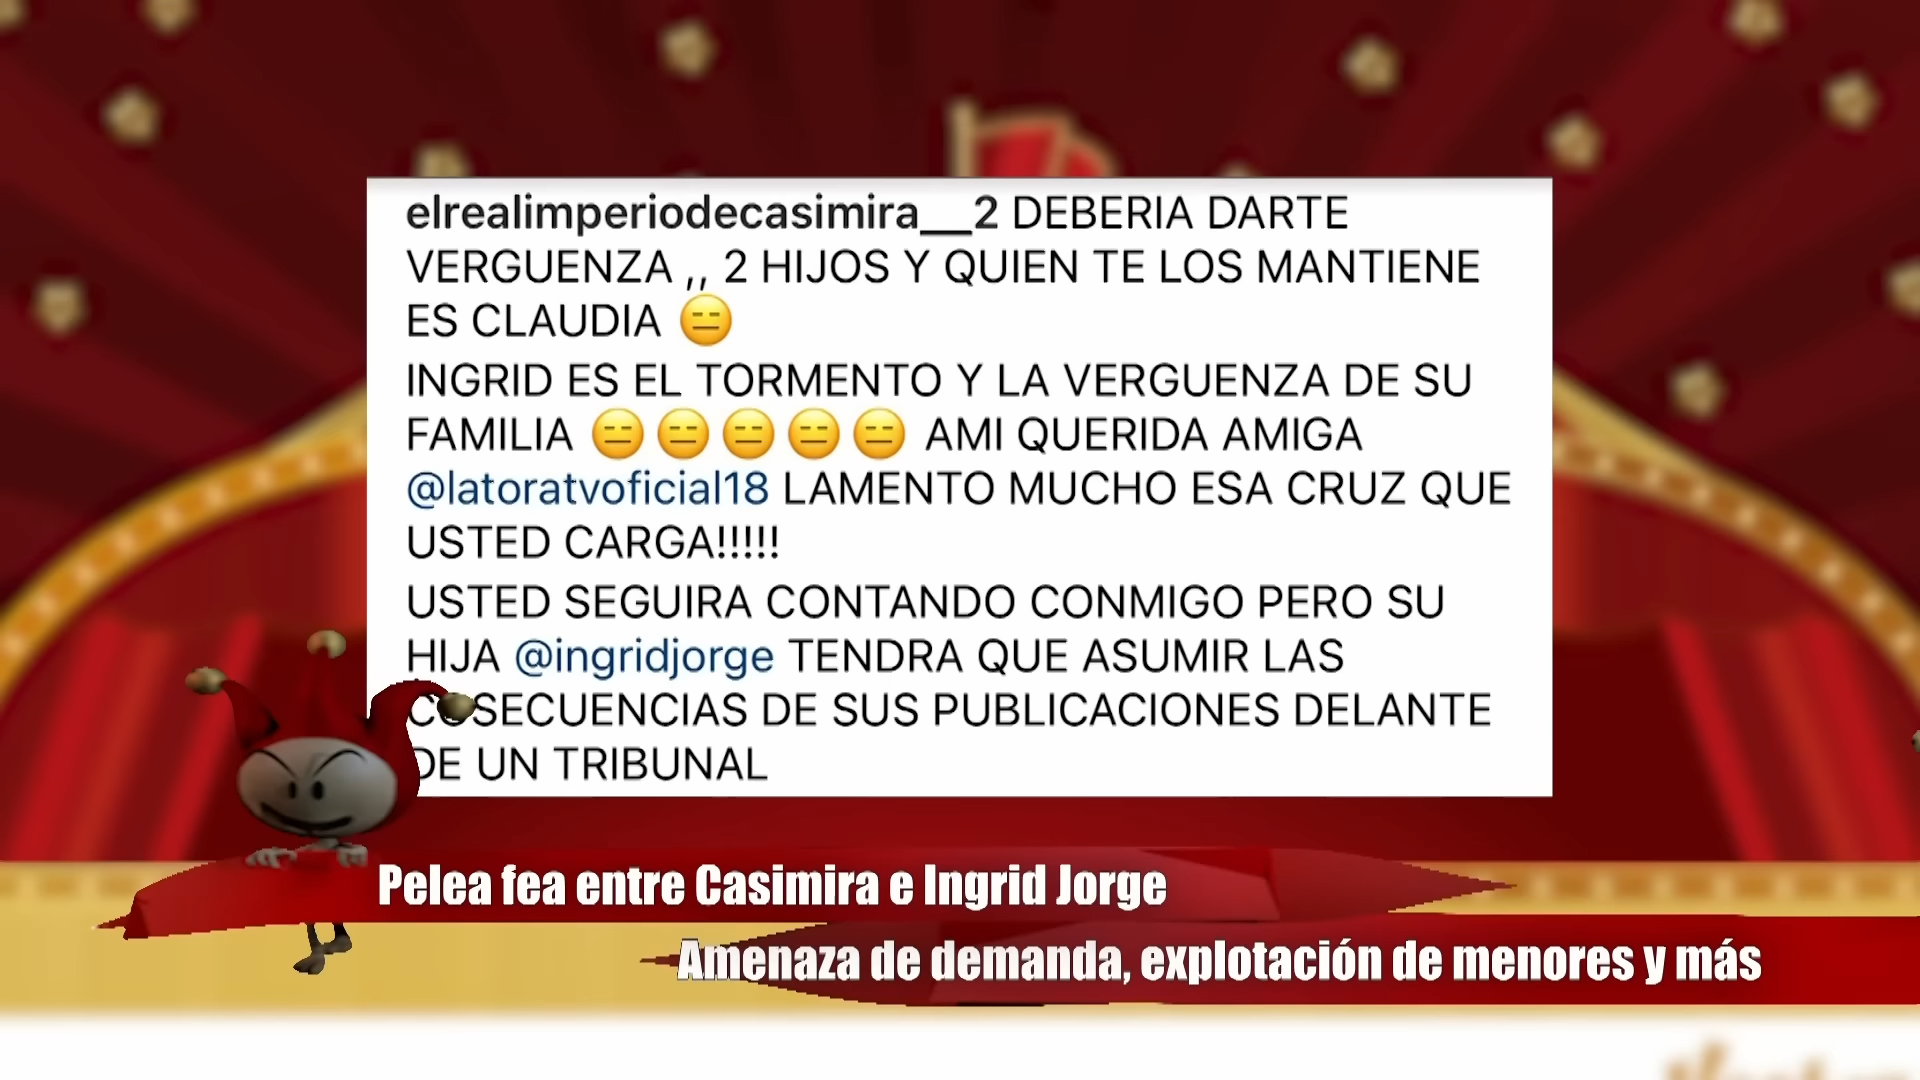 elrealimperiodecasimira__2 DEBERIA DARTE
VERGUENZA ,, 2 HIJOS Y QUIEN TE LOS MANTIENE
ES CLAUDIA 😑
INGRID ES EL TORMENTO Y LA VERGUENZA DE SU
FAMILIA 😑😑😑😑😑 AMI QUERIDA AMIGA
@latoratvoficial18 LAMENTO MUCHO ESA CRUZ QUE
USTED CARGA!!!!!
USTED SEGUIRA CONTANDO CONMIGO PERO SU
HIJA @ingridjorge TENDRA QUE ASUMIR LAS
COSECUENCIAS DE SUS PUBLICACIONES DELANTE
DE UN TRIBUNAL
Pelea fea entre Casimira e Ingrid Jorge
Amenaza de demanda, explotación de menores y más